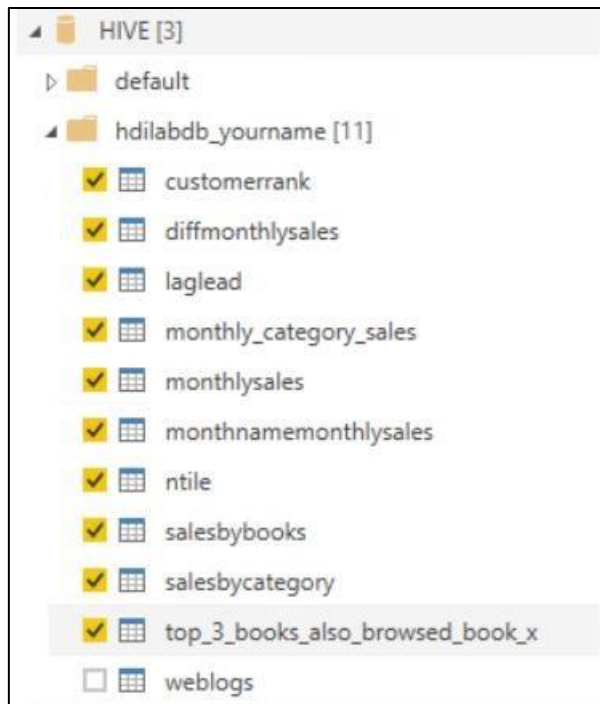 HIVE [3]
default
hdilabdb_yourname [11]
customerrank
diffmonthlysales
laglead
monthly_category_sales
monthlysales
monthnamemonthlysales
ntile
salesbybooks
salesbycategory
top_3_books_also_browsed_book_x
weblogs